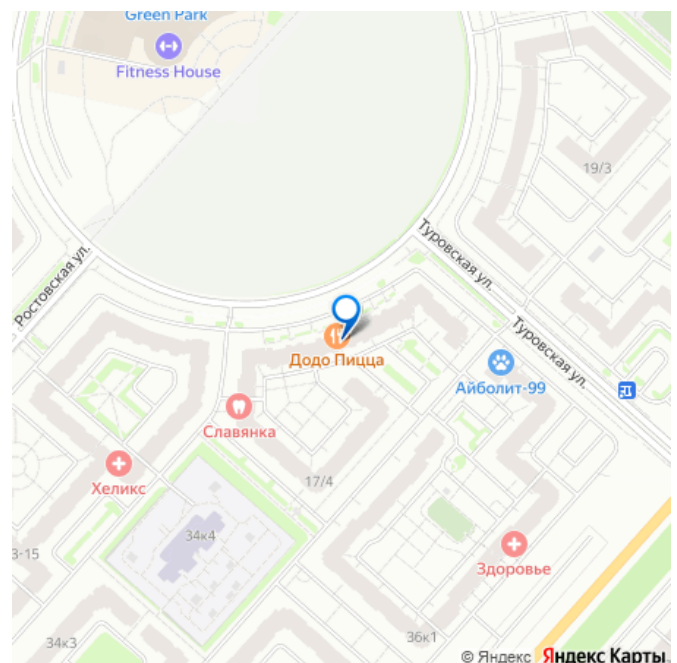 Green Park
Fitness House
19/3
Туровская ул.
Ростовская ул.
Туровская ул.
Додо Пицца
Айболит-99
Славянка
17/4
Хеликс
34к4
3-15
Здоровье
34к3
36к1
© Яндекс Яндекс Карты